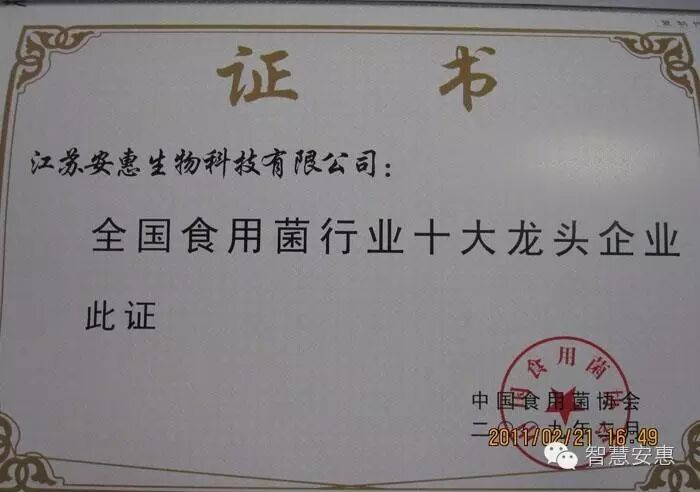 证书
江苏安惠生物科技有限公司：
全国食用菌行业十大龙头企业
此证
中国食用菌协会
2011/02/21 16:49
智慧安惠